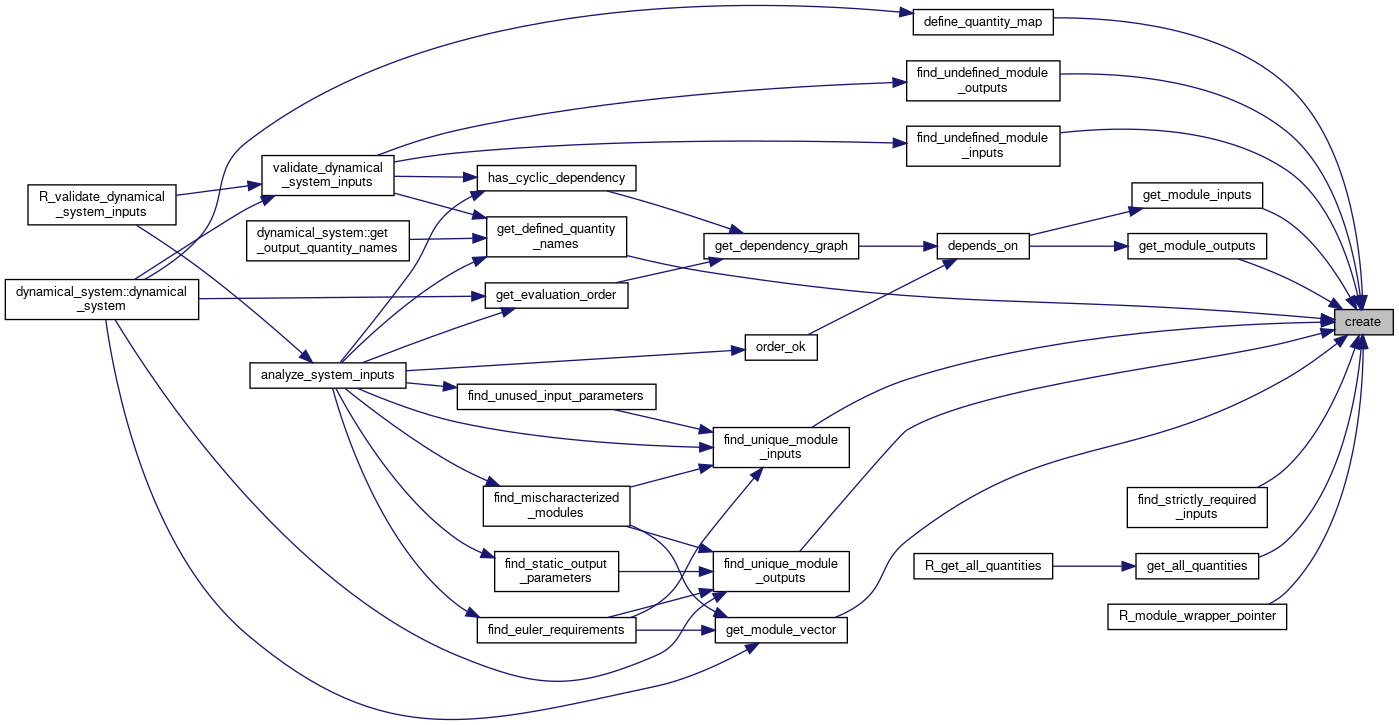 define_quantity_map
find_undefined_module
_outputs
find_undefined_module
_inputs
validate_dynamical
_system_inputs
has_cyclic_dependency
R_validate_dynamical
_system_inputs
get_module_inputs
dynamical_system::get
_output_quantity_names
get_defined_quantity
_names
get_dependency_graph
depends_on
get_module_outputs
dynamical_system::dynamical
_system
get_evaluation_order
create
order_ok
analyze_system_inputs
find_unused_input_parameters
find_unique_module
_inputs
find_mischaracterized
_modules
find_strictly_required
_inputs
find_static_output
_parameters
find_unique_module
_outputs
R_get_all_quantities
get_all_quantities
find_euler_requirements
get_module_vector
R_module_wrapper_pointer